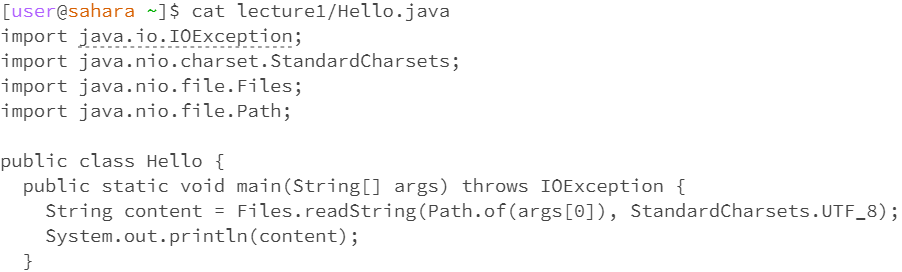 [user@sahara ~]$ cat lecture1/Hello.java
import java.io.IOException;
import java.nio.charset.StandardCharsets;
import java.nio.file.Files;
import java.nio.file.Path;

public class Hello {
  public static void main(String[] args) throws IOException {
    String content = Files.readString(Path.of(args[0]), StandardCharsets.UTF_8);
    System.out.println(content);
  }